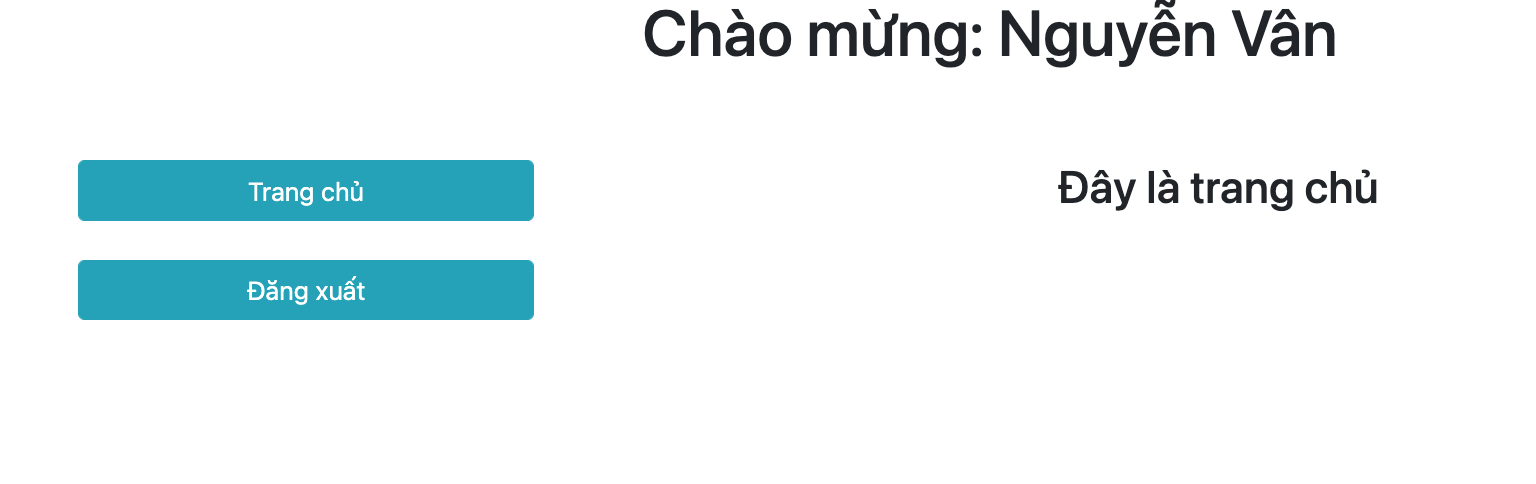 Chào mừng: Nguyễn Vân
Trang chủ
Đây là trang chủ
Đăng xuất